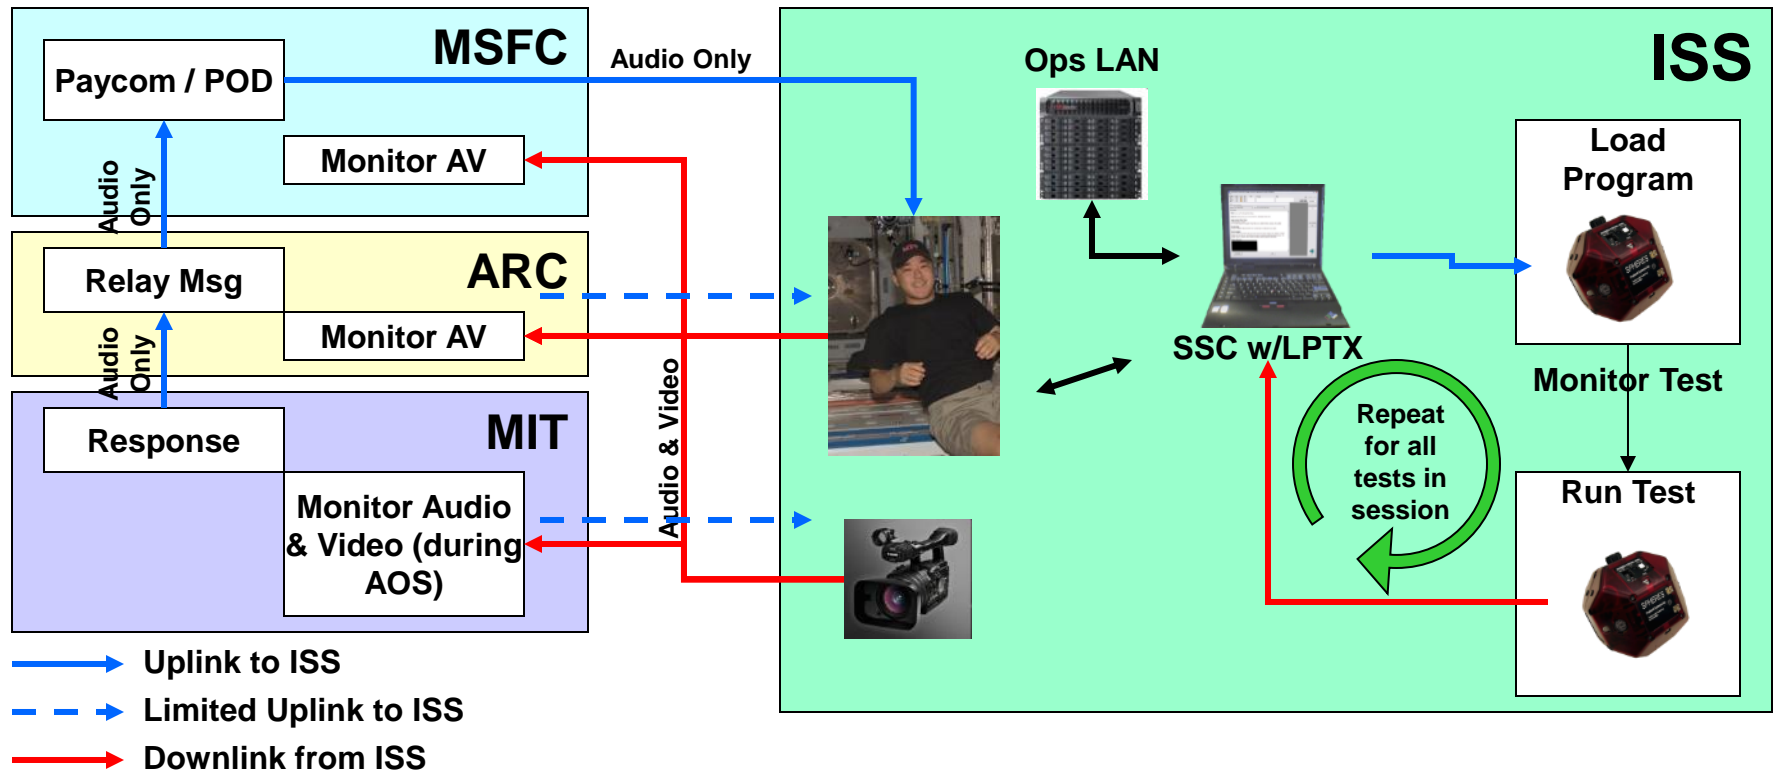 MSFC
Paycom / POD
Audio Only
Monitor AV
Audio
Only
ARC
Relay Msg
Monitor AV
Audio
Only
MIT
Response
Monitor Audio
& Video (during
AOS)
Audio & Video
ISS
Ops LAN
SSC w/LPTX
Load
Program
SPHERES
Monitor Test
Repeat
for all
tests in
session
Run Test
SPHERES
Uplink to ISS
Limited Uplink to ISS
Downlink from ISS